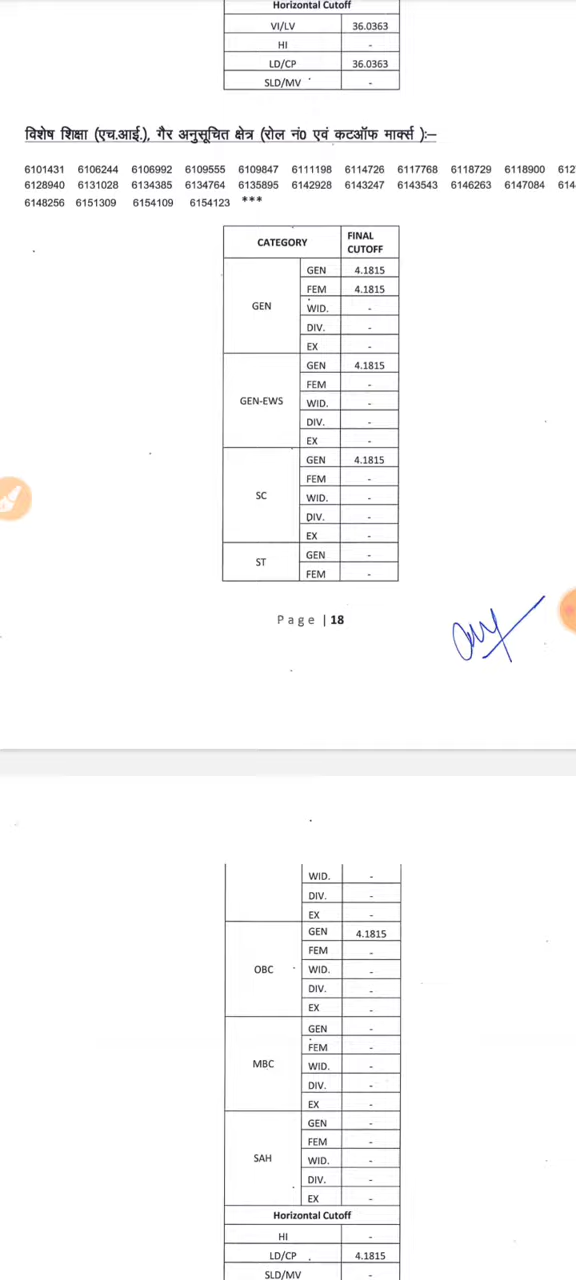 Horizontal Cutoff
VI/LV 36.0363
HI -
LD/CP 36.0363
SLD/MV -
विशेष शिक्षा (एच.आई.), गैर अनुसूचित क्षेत्र (रोल नं0 एवं कटऑफ मार्क्स ):–
6101431 6106244 6106992 6109555 6109847 6111198 6114726 6117768 6118729 6118900
6128940 6131028 6134385 6134764 6135895 6142928 6143247 6143543 6146263 6147084
6148256 6151309 6154109 6154123 ***
CATEGORY FINAL
CUTOFF
GEN 4.1815
FEM 4.1815
GEN WID. -
DIV. -
EX -
GEN 4.1815
FEM -
GEN-EWS WID. -
DIV. -
EX -
GEN 4.1815
FEM -
SC WID. -
DIV. -
EX -
ST GEN -
FEM -
Page | 18
WID. -
DIV. -
EX -
GEN 4.1815
FEM -
OBC WID. -
DIV. -
EX -
GEN -
FEM -
MBC WID. -
DIV. -
EX -
GEN -
FEM -
SAH WID. -
DIV. -
EX -
Horizontal Cutoff
HI -
LD/CP 4.1815
SLD/MV -